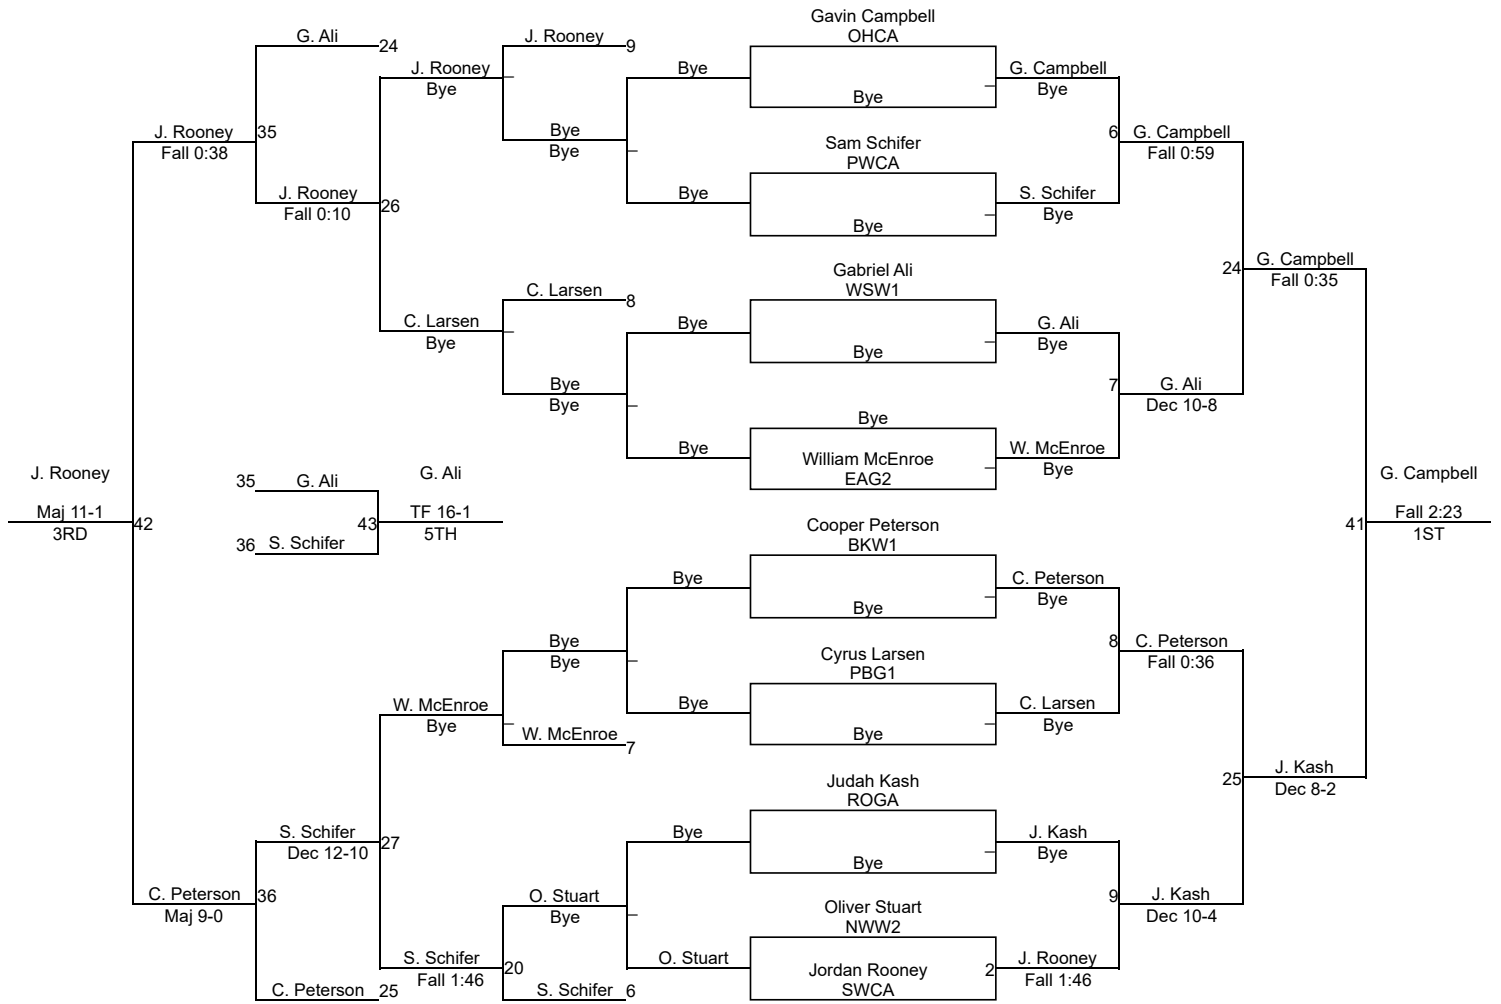 Gavin Campbell
OHCA
Bye
Sam Schifer
PWCA
Bye
Gabriel Ali
WSW1
Bye
Bye
William McEnroe
EAG2
Cooper Peterson
BKW1
Bye
Cyrus Larsen
PBG1
Judah Kash
ROGA
Bye
Oliver Stuart
NWW2
Jordan Rooney
SWCA
2
G. Campbell
Bye
S. Schifer
Bye
G. Ali
Bye
W. McEnroe
Bye
C. Peterson
Bye
C. Larsen
Bye
J. Kash
Bye
J. Rooney
Fall 1:46
6
G. Campbell
Fall 0:59
7
G. Ali
Dec 10-8
8
C. Peterson
Fall 0:36
9
J. Kash
Dec 10-4
24
G. Campbell
Fall 0:35
25
J. Kash
Dec 8-2
41
G. Campbell
Fall 2:23
1ST
Bye
Bye
Bye
Bye
Bye
Bye
Bye
O. Stuart
J. Rooney 9
Bye
Bye
C. Larsen 8
Bye
Bye
Bye
Bye
W. McEnroe 7
O. Stuart
Bye
20
S. Schifer 6
J. Rooney
Bye
C. Larsen
Bye
W. McEnroe
Bye
S. Schifer
Fall 1:46
G. Ali 24
26
J. Rooney
Fall 0:10
27
S. Schifer
Dec 12-10
C. Peterson 25
35
J. Rooney
Fall 0:38
36
C. Peterson
Maj 9-0
42
J. Rooney
Maj 11-1
3RD
35 G. Ali
36 S. Schifer
43
G. Ali
TF 16-1
5TH